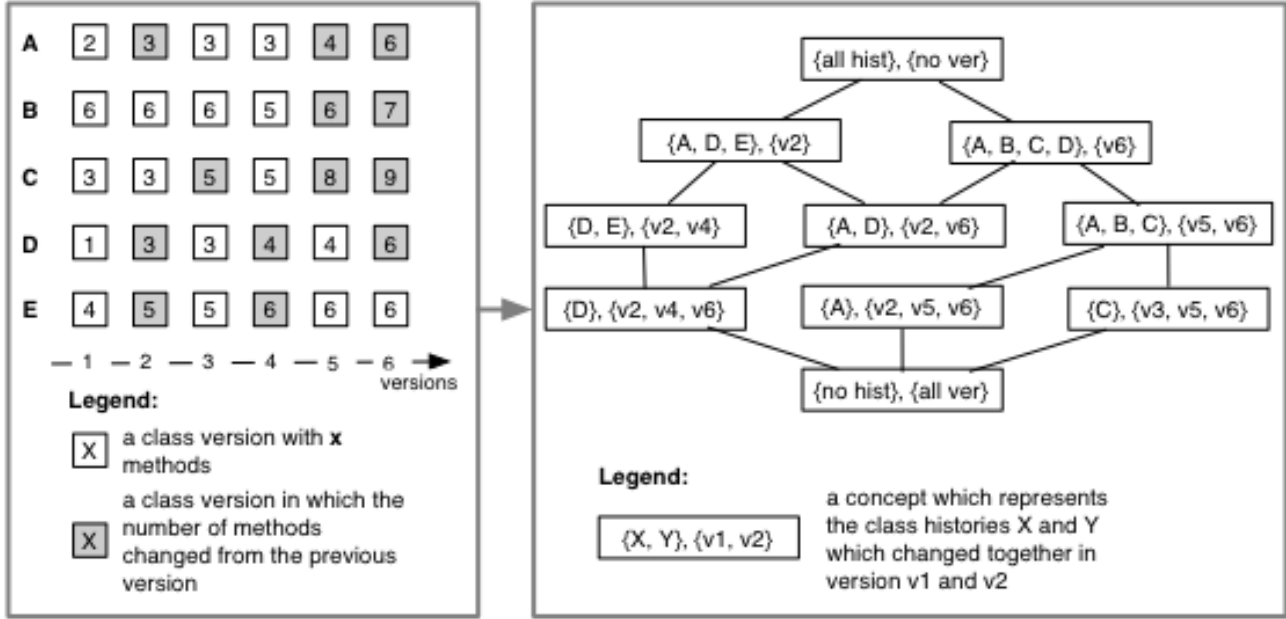 A 2 3 3 3 4 6
B 6 6 6 5 6 7
C 3 3 5 5 8 9
D 1 3 3 4 4 6
E 4 5 5 6 6 6
— 1 — 2 — 3 — 4 — 5 — 6
versions
Legend:
X a class version with x
methods
a class version in which the
number of methods
X changed from the previous
version
{all hist}, {no ver}
{A, D, E}, {v2} {A, B, C, D}, {v6}
{D, E}, {v2, v4} {A, D}, {v2, v6} {A, B, C}, {v5, v6}
{D}, {v2, v4, v6} {A}, {v2, v5, v6} {C}, {v3, v5, v6}
{no hist}, {all ver}
Legend:
{X, Y}, {v1, v2}
a concept which represents
the class histories X and Y
which changed together in
version v1 and v2